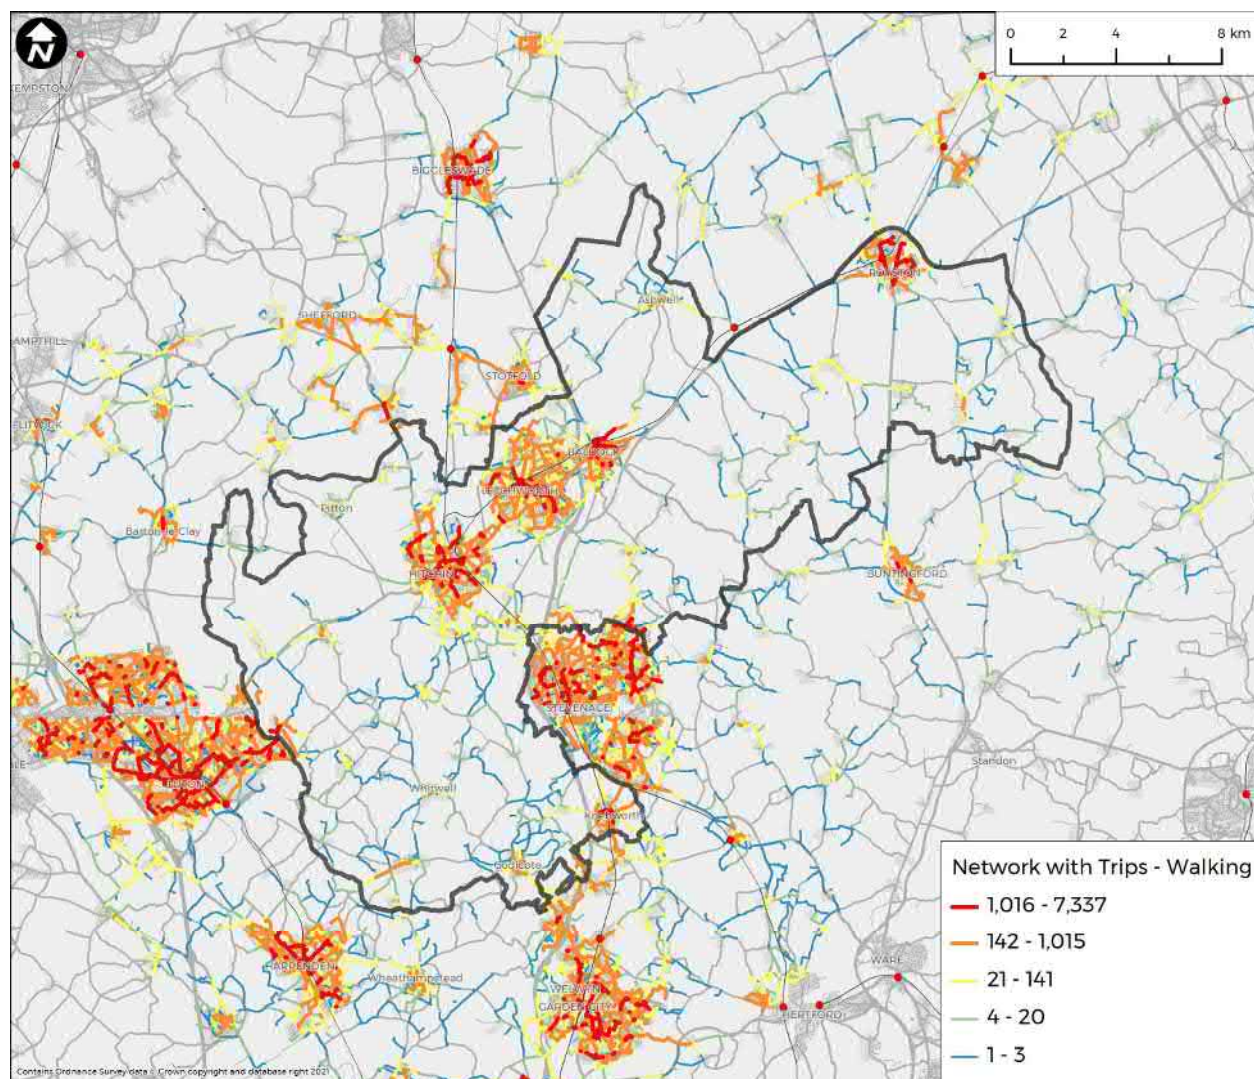 N
0 2 4 8 km
BIGGLESWADE
ROYSTON
Ashwell
SHEFFORD
STOTFOLD
BALDOCK
LETCHWORTH
Pirton
Barton-le-Clay
HITCHIN
BUNTINGFORD
STEVENAGE
LUTON
Standon
Whitwell
Knebworth
Codicote
HARPENDEN
Wheathampstead
WELWYN
GARDEN CITY
HERTFORD
WARE
Network with Trips - Walking
1,016 - 7,337
142 - 1,015
21 - 141
4 - 20
1 - 3
Contains Ordnance Survey data © Crown copyright and database right 2021